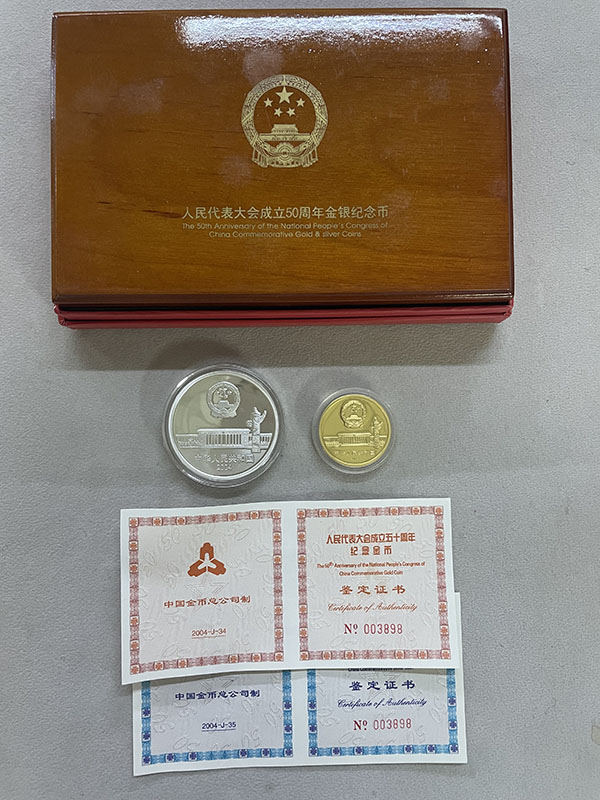 人民代表大会成立50周年金银纪念币
The 50th Anniversary of the National People's Congress of
China Commemorative Gold & silver Coins
中华人民共和国
2004
人民代表大会成立五十周年
纪念金币
The 50th Anniversary of the National People's Congress of
China Commemorative Gold Coin
鉴定证书
Certificate of Authenticity
№ 003898
中国金币总公司制
2004-J-34
鉴定证书
Certificate of Authenticity
№ 003898
中国金币总公司制
2004-J-35